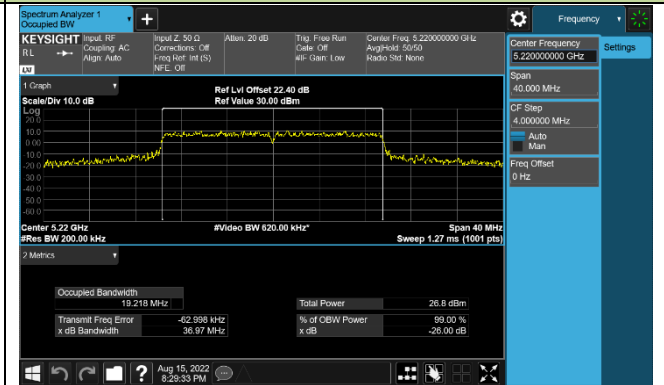 Spectrum Analyzer 1
Occupied BW
+
Frequency
KEYSIGHT
RL
LXI
Input: RF
Coupling: AC
Align: Auto
Input Z: 50 Ω
Corrections: Off
Freq Ref: Int (S)
NFE: Off
Atten: 20 dB
Trig: Free Run
Gate: Off
#IF Gain: Low
Center Freq: 5.220000000 GHz
Avg|Hold: 50/50
Radio Std: None
Center Frequency
5.220000000 GHz
Settings
Span
40.000 MHz
CF Step
4.000000 MHz
Auto
Man
Freq Offset
0 Hz
1 Graph
Scale/Div 10.0 dB
Ref Lvl Offset 22.40 dB
Ref Value 30.00 dBm
Log
20.0
10.0
0.00
-10.0
-20.0
-30.0
-40.0
-50.0
-60.0
Center 5.22 GHz
#Video BW 620.00 kHz*
Span 40 MHz
#Res BW 200.00 kHz
Sweep 1.27 ms (1001 pts)
2 Metrics
Occupied Bandwidth
19.218 MHz
Total Power
26.8 dBm
Transmit Freq Error
-62.998 kHz
% of OBW Power
99.00 %
x dB Bandwidth
36.97 MHz
x dB
-26.00 dB
?
Aug 15, 2022
8:29:33 PM